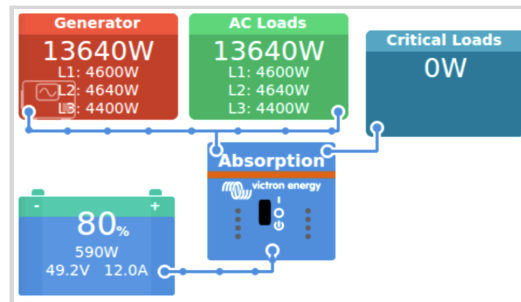 Generator
13640W
L1: 4600W
L2: 4640W
L3: 4400W
AC Loads
13640W
L1: 4600W
L2: 4640W
L3: 4400W
Critical Loads
0W
Absorption
victron energy
I
O
- +
80%
590W
49.2V 12.0A